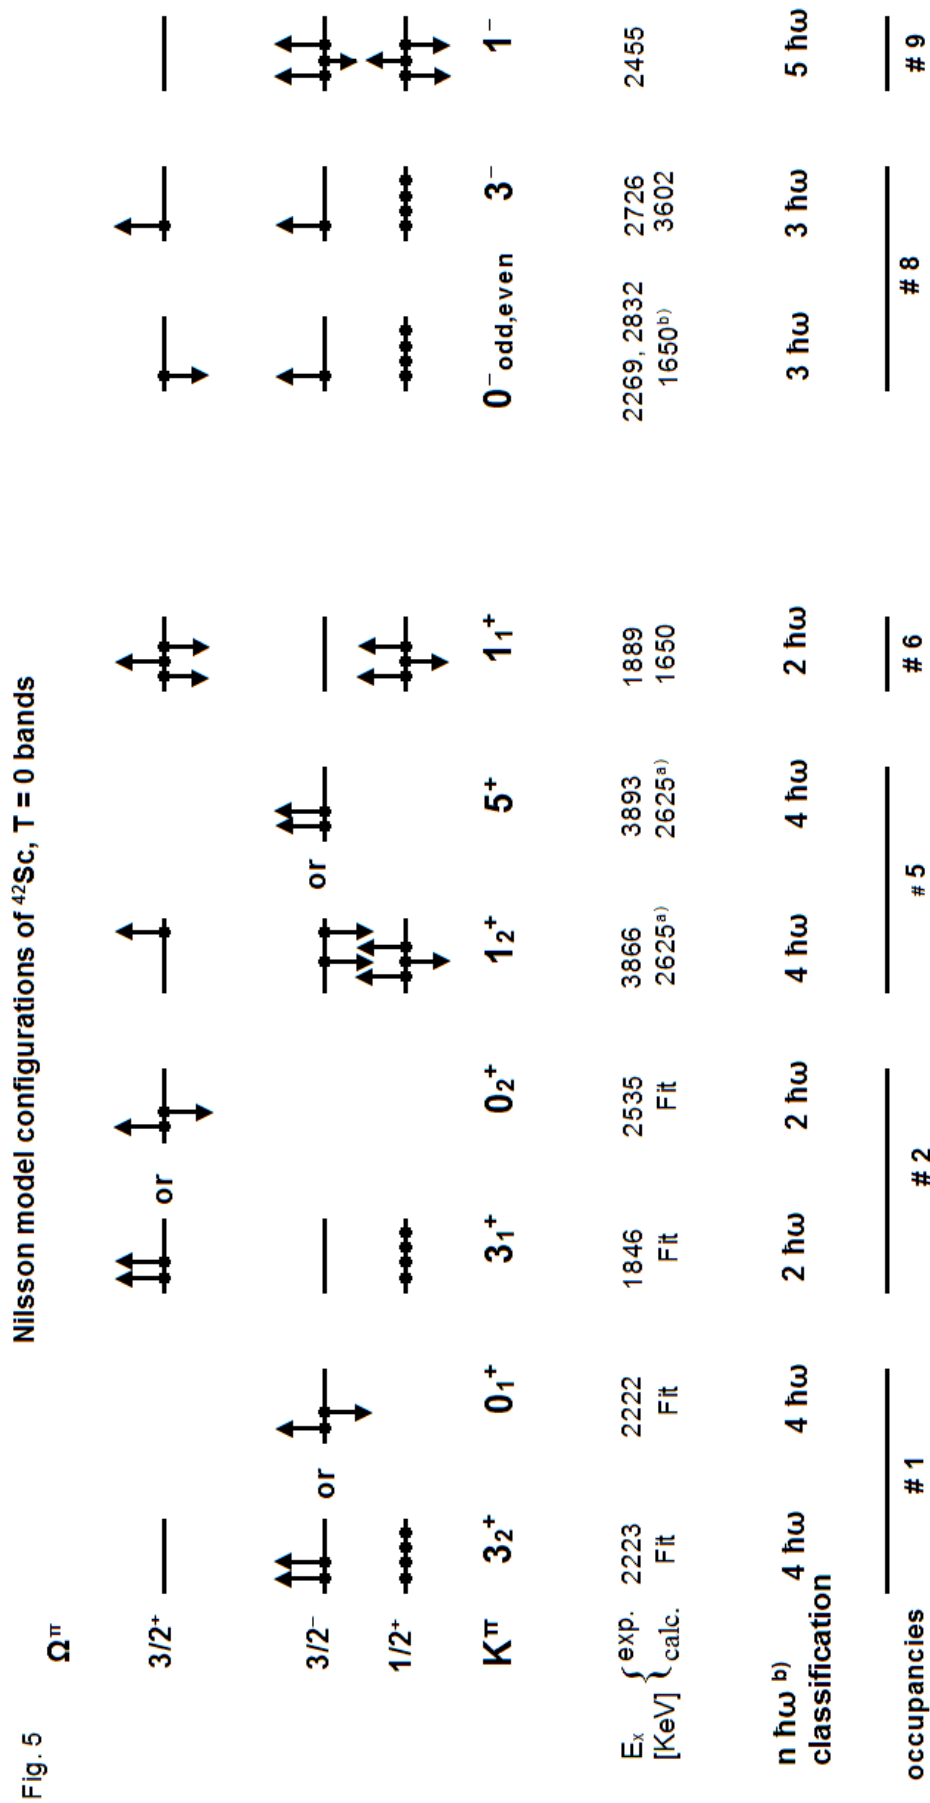 Fig. 5
Nilsson model configurations of ⁴²Sc, T = 0 bands
Ωᵖⁱ
3/2⁺
or
3/2⁻
or
or
1/2⁺
Kᵖⁱ 3₂⁺ 0₁⁺ 3₁⁺ 0₂⁺ 1₂⁺ 5⁺ 1₁⁺ 0⁻ odd,even 3⁻ 1⁻
Eₓ { exp. 2223 2222 1846 2535 3866 3893 1889 2269, 2832 2726 2455
[KeV] { calc. Fit Fit Fit Fit 2625ᵃ⁾ 2625ᵃ⁾ 1650 1650ᵇ⁾ 3602
n ħω ᵇ⁾ 4 ħω 4 ħω 2 ħω 2 ħω 4 ħω 4 ħω 2 ħω 3 ħω 3 ħω 5 ħω
classification
occupancies # 1 # 2 # 5 # 6 # 8 # 9